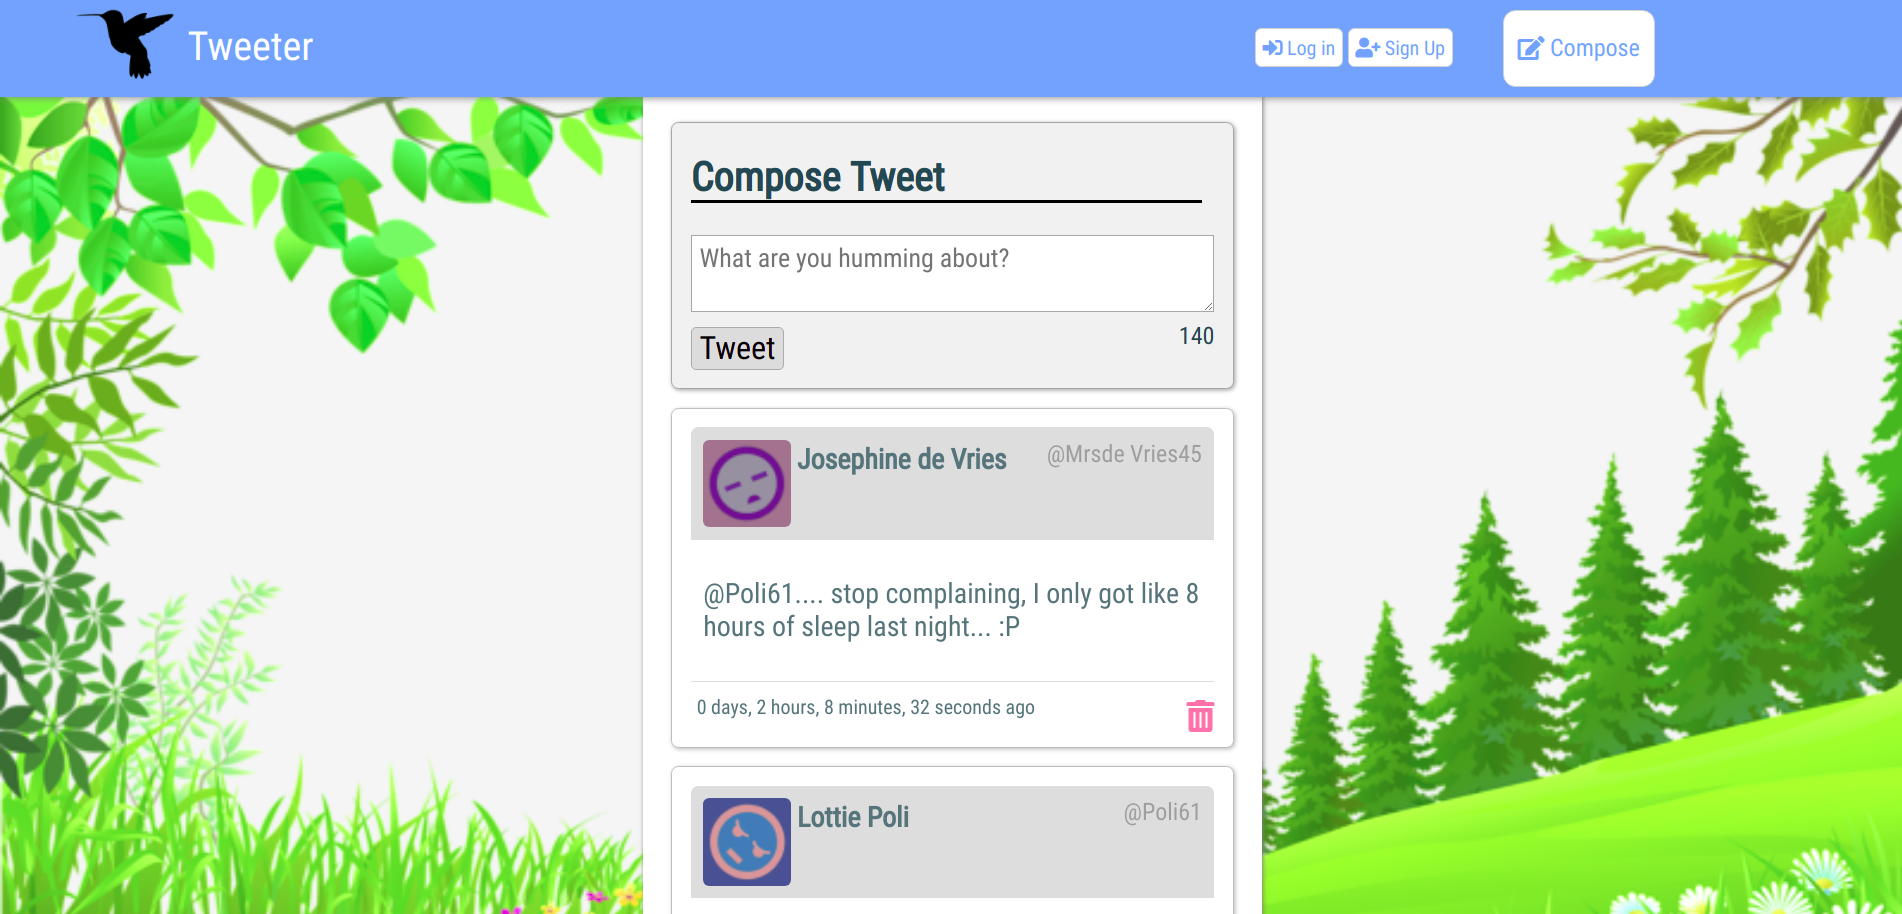 Tweeter
Log in
Sign Up
Compose
Compose Tweet
What are you humming about?
Tweet
140
Josephine de Vries
@Mrsde Vries45
@Poli61.... stop complaining, I only got like 8
hours of sleep last night... :P
0 days, 2 hours, 8 minutes, 32 seconds ago
Lottie Poli
@Poli61